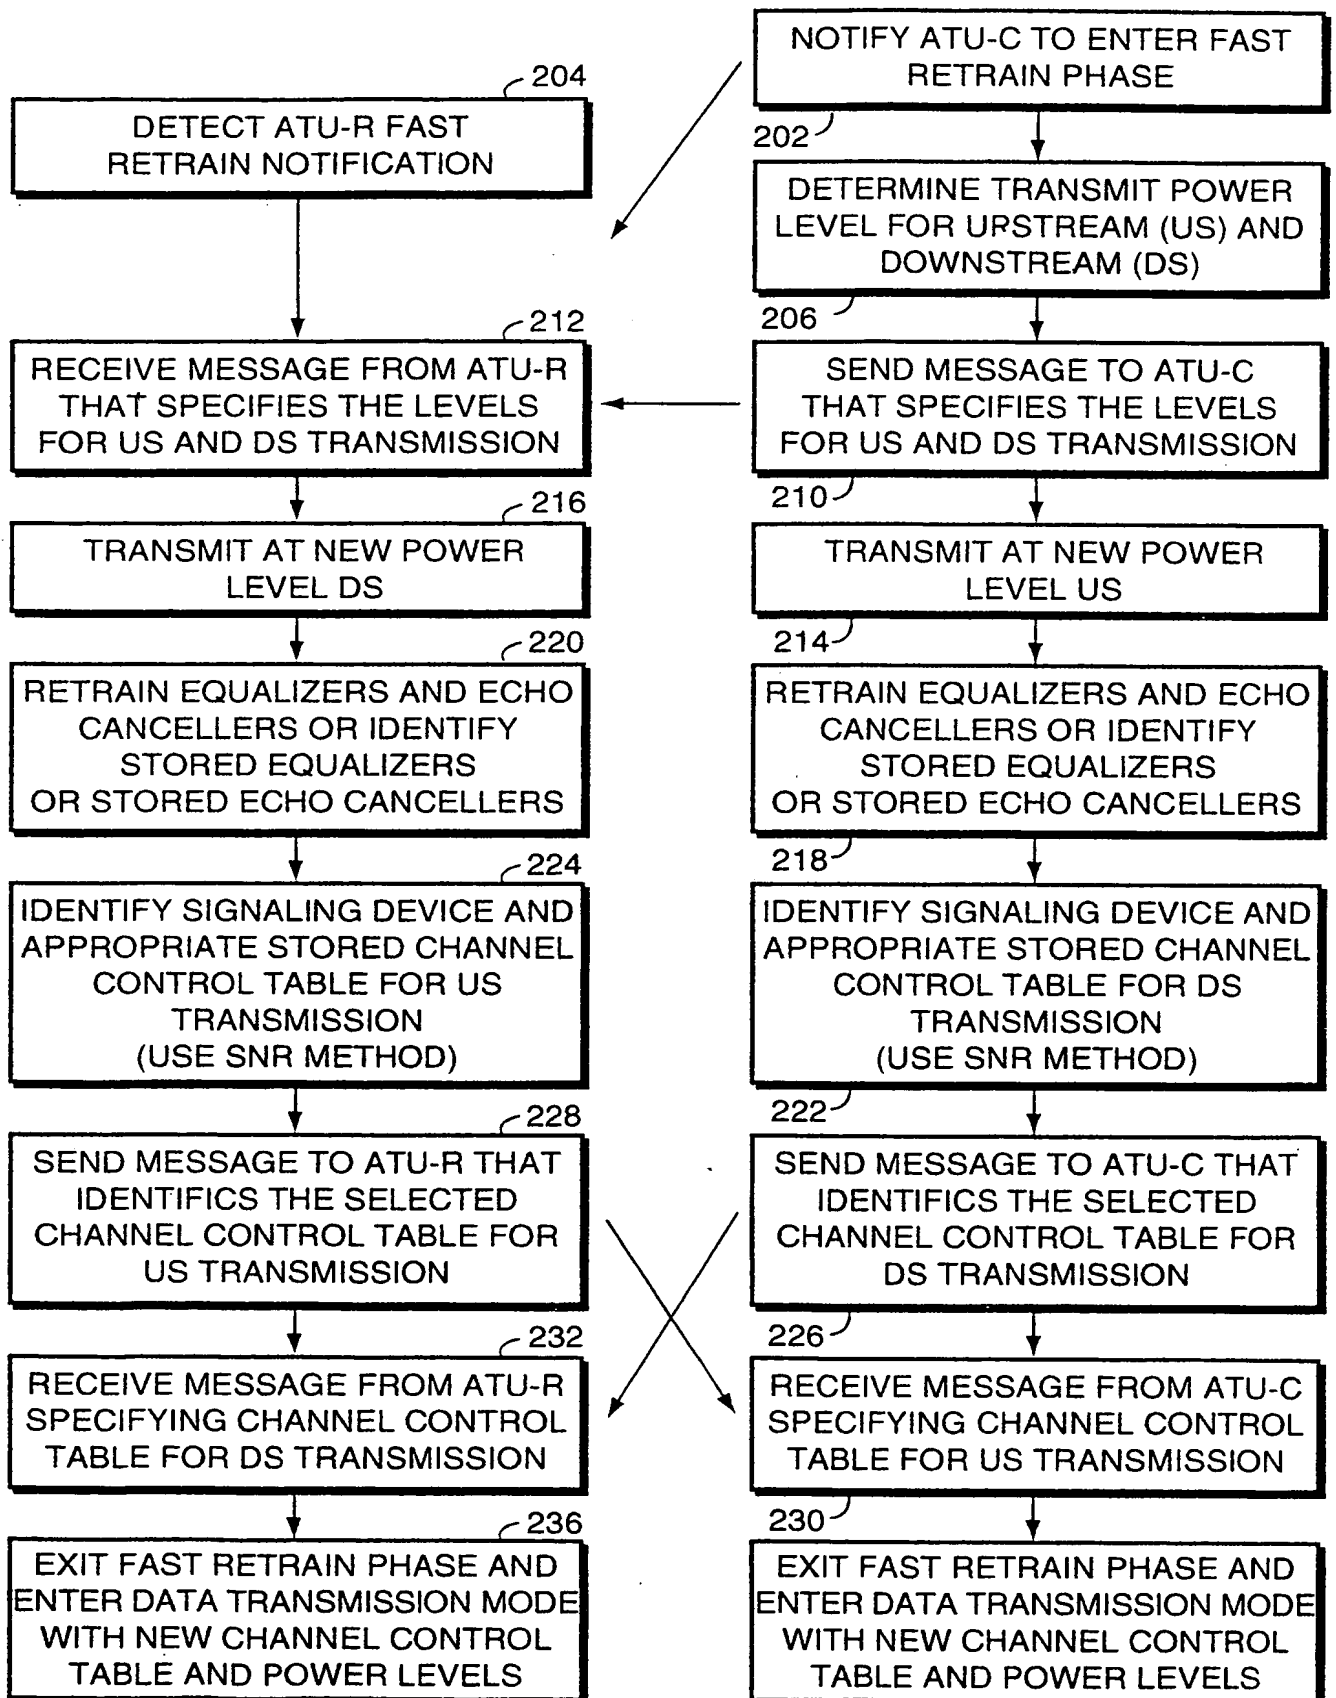 NOTIFY ATU-C TO ENTER FAST
RETRAIN PHASE
202
204
DETECT ATU-R FAST
RETRAIN NOTIFICATION
DETERMINE TRANSMIT POWER
LEVEL FOR UPSTREAM (US) AND
DOWNSTREAM (DS)
206
212
RECEIVE MESSAGE FROM ATU-R
THAT SPECIFIES THE LEVELS
FOR US AND DS TRANSMISSION
SEND MESSAGE TO ATU-C
THAT SPECIFIES THE LEVELS
FOR US AND DS TRANSMISSION
210
216
TRANSMIT AT NEW POWER
LEVEL DS
TRANSMIT AT NEW POWER
LEVEL US
214
220
RETRAIN EQUALIZERS AND ECHO
CANCELLERS OR IDENTIFY
STORED EQUALIZERS
OR STORED ECHO CANCELLERS
RETRAIN EQUALIZERS AND ECHO
CANCELLERS OR IDENTIFY
STORED EQUALIZERS
OR STORED ECHO CANCELLERS
218
224
IDENTIFY SIGNALING DEVICE AND
APPROPRIATE STORED CHANNEL
CONTROL TABLE FOR US
TRANSMISSION
(USE SNR METHOD)
IDENTIFY SIGNALING DEVICE AND
APPROPRIATE STORED CHANNEL
CONTROL TABLE FOR DS
TRANSMISSION
(USE SNR METHOD)
222
228
SEND MESSAGE TO ATU-R THAT
IDENTIFICS THE SELECTED
CHANNEL CONTROL TABLE FOR
US TRANSMISSION
SEND MESSAGE TO ATU-C THAT
IDENTIFICS THE SELECTED
CHANNEL CONTROL TABLE FOR
DS TRANSMISSION
226
232
RECEIVE MESSAGE FROM ATU-R
SPECIFYING CHANNEL CONTROL
TABLE FOR DS TRANSMISSION
RECEIVE MESSAGE FROM ATU-C
SPECIFYING CHANNEL CONTROL
TABLE FOR US TRANSMISSION
230
236
EXIT FAST RETRAIN PHASE AND
ENTER DATA TRANSMISSION MODE
WITH NEW CHANNEL CONTROL
TABLE AND POWER LEVELS
EXIT FAST RETRAIN PHASE AND
ENTER DATA TRANSMISSION MODE
WITH NEW CHANNEL CONTROL
TABLE AND POWER LEVELS